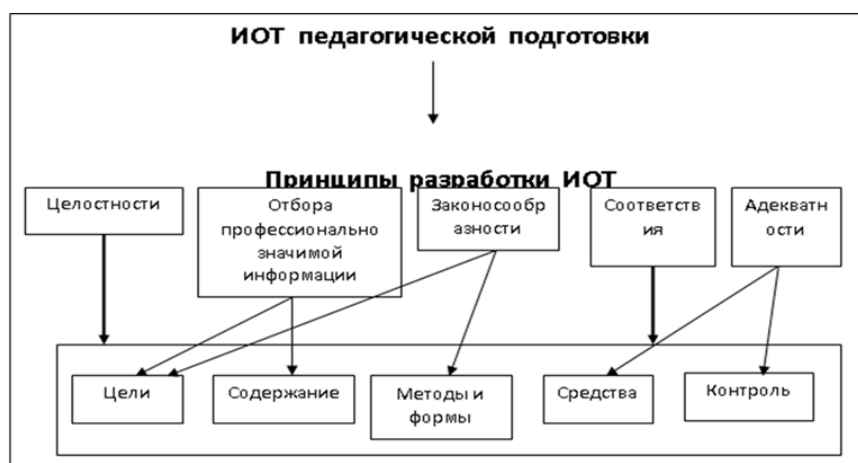 ИОТ педагогической подготовки
Принципы разработки ИОТ
Целостности
Отбора
профессионально
значимой
информации
Законосообр
азности
Соответств
ия
Адекватн
ости
Цели
Содержание
Методы и
формы
Средства
Контроль